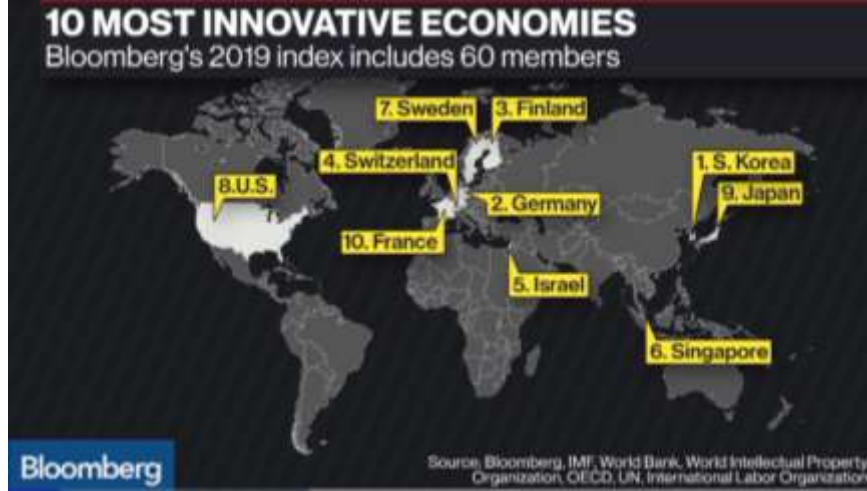 10 MOST INNOVATIVE ECONOMIES
Bloomberg's 2019 index includes 60 members
7. Sweden
3. Finland
4. Switzerland
1. S. Korea
8.U.S.
9. Japan
2. Germany
10. France
5. Israel
6. Singapore
Bloomberg
Source: Bloomberg, IMF, World Bank, World Intellectual Property
Organization, OECD, UN, International Labor Organization